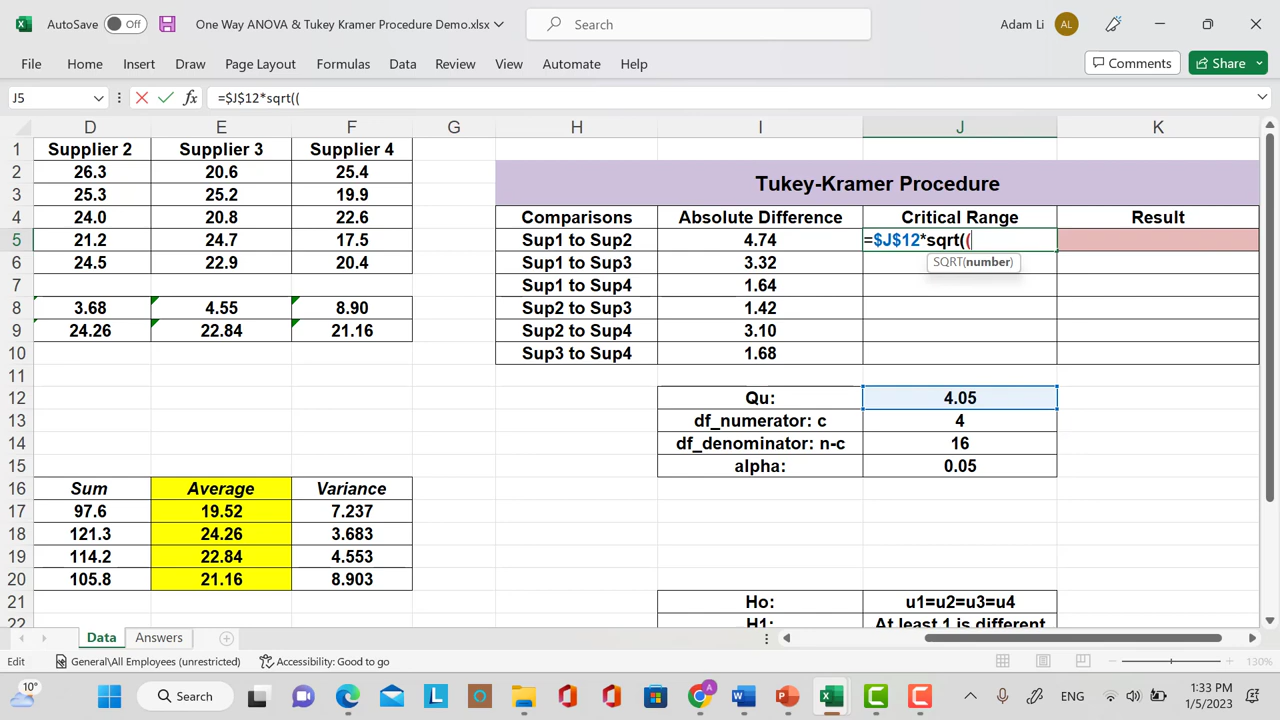 AutoSave Off One Way ANOVA & Tukey Kramer Procedure Demo.xlsx Search Adam Li AL
File Home Insert Draw Page Layout Formulas Data Review View Automate Help Comments Share
J5 fx =$J$12*sqrt((
D E F G H I J K
1 Supplier 2 Supplier 3 Supplier 4
2 26.3 20.6 25.4 Tukey-Kramer Procedure
3 25.3 25.2 19.9
4 24.0 20.8 22.6 Comparisons Absolute Difference Critical Range Result
5 21.2 24.7 17.5 Sup1 to Sup2 4.74 =$J$12*sqrt((
6 24.5 22.9 20.4 Sup1 to Sup3 3.32 SQRT(number)
7 Sup1 to Sup4 1.64
8 3.68 4.55 8.90 Sup2 to Sup3 1.42
9 24.26 22.84 21.16 Sup2 to Sup4 3.10
10 Sup3 to Sup4 1.68
11
12 Qu: 4.05
13 df_numerator: c 4
14 df_denominator: n-c 16
15 alpha: 0.05
16 Sum Average Variance
17 97.6 19.52 7.237
18 121.3 24.26 3.683
19 114.2 22.84 4.553
20 105.8 21.16 8.903
21 Ho: u1=u2=u3=u4
22 H1: At least 1 is different
Data Answers
Edit General\All Employees (unrestricted) Accessibility: Good to go 130%
10° Search A ENG 1:33 PM
1/5/2023